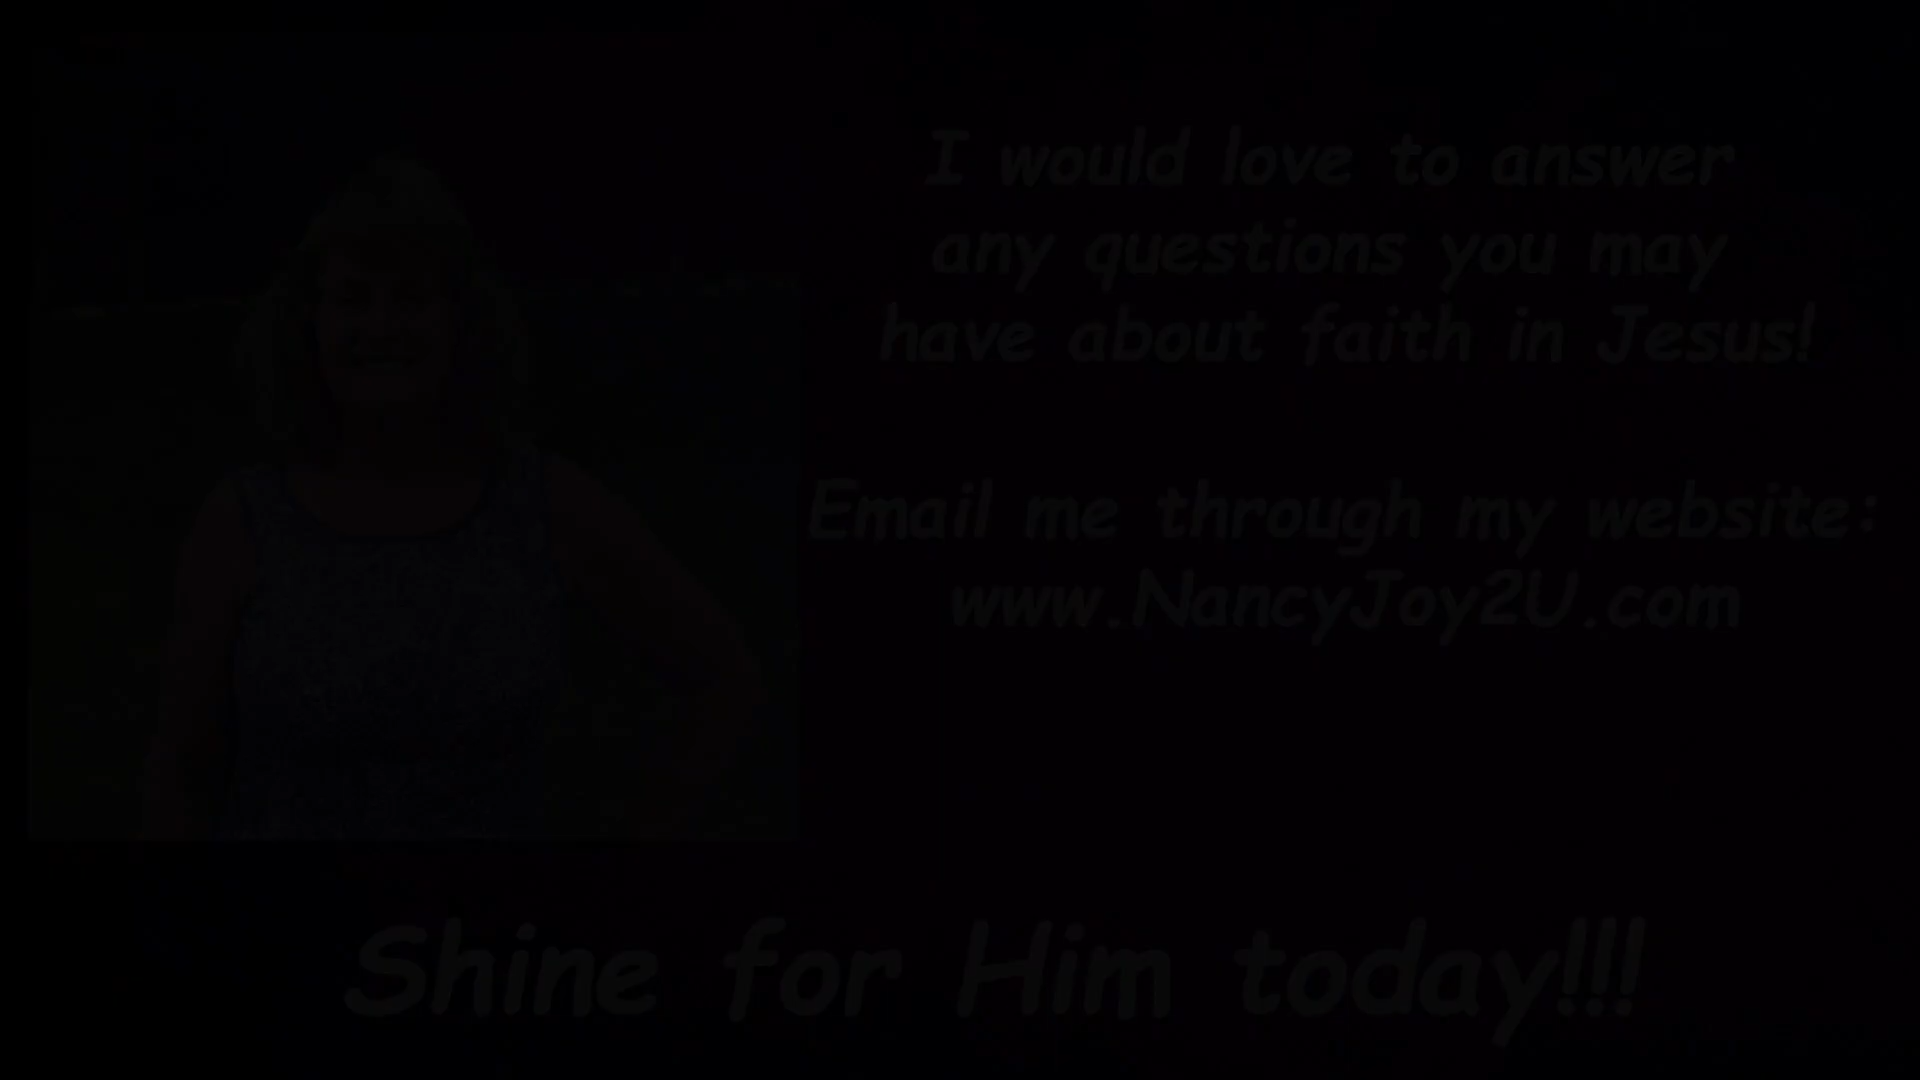 I would love to answer
any questions you may
have about faith in Jesus!
Email me through my website:
www.NancyJoy2U.com
Shine for Him today!!!